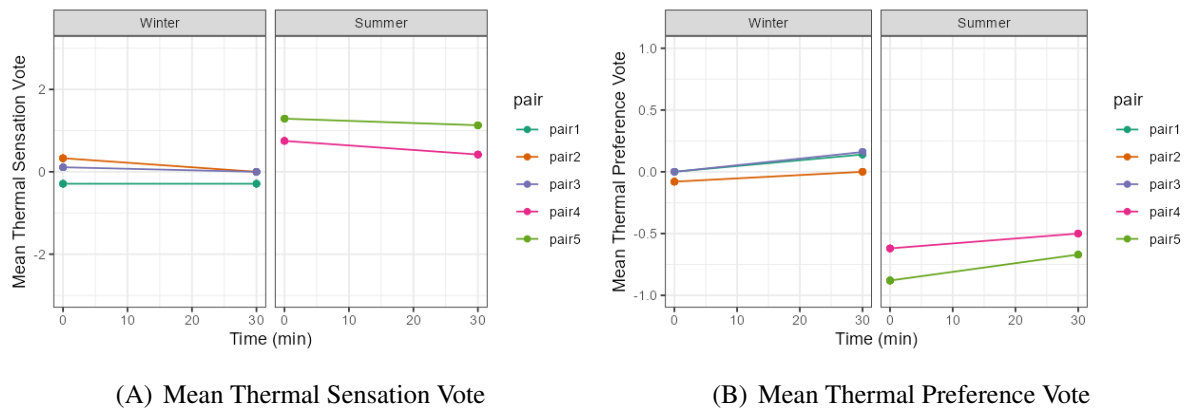 Winter
Summer
Mean Thermal Sensation Vote
2
0
-2
0
10
20
30
0
10
20
30
Time (min)
pair
pair1
pair2
pair3
pair4
pair5
(A) Mean Thermal Sensation Vote
Winter
Summer
Mean Thermal Preference Vote
1.0
0.5
0.0
-0.5
-1.0
0
10
20
30
0
10
20
30
Time (min)
pair
pair1
pair2
pair3
pair4
pair5
(B) Mean Thermal Preference Vote